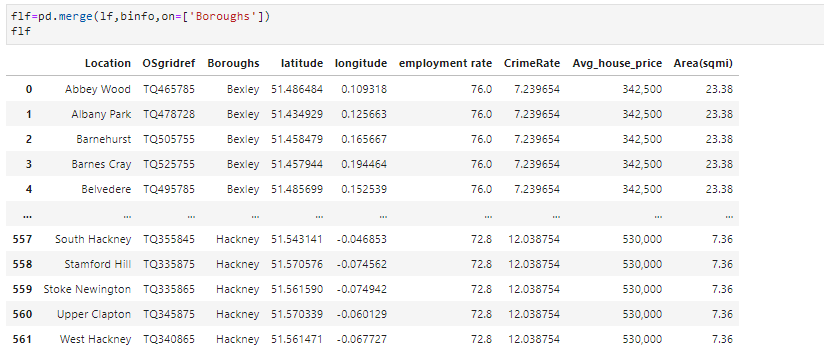 flf=pd.merge(lf,binfo,on=['Boroughs'])
flf
Location OSgridref Boroughs latitude longitude employment rate CrimeRate Avg_house_price Area(sqmi)
0 Abbey Wood TQ465785 Bexley 51.486484 0.109318 76.0 7.239654 342,500 23.38
1 Albany Park TQ478728 Bexley 51.434929 0.125663 76.0 7.239654 342,500 23.38
2 Barnehurst TQ505755 Bexley 51.458479 0.165667 76.0 7.239654 342,500 23.38
3 Barnes Cray TQ525755 Bexley 51.457944 0.194464 76.0 7.239654 342,500 23.38
4 Belvedere TQ495785 Bexley 51.485699 0.152539 76.0 7.239654 342,500 23.38
... ... ... ... ... ... ... ... ... ...
557 South Hackney TQ355845 Hackney 51.543141 -0.046853 72.8 12.038754 530,000 7.36
558 Stamford Hill TQ335875 Hackney 51.570576 -0.074562 72.8 12.038754 530,000 7.36
559 Stoke Newington TQ335865 Hackney 51.561590 -0.074942 72.8 12.038754 530,000 7.36
560 Upper Clapton TQ345875 Hackney 51.570339 -0.060129 72.8 12.038754 530,000 7.36
561 West Hackney TQ340865 Hackney 51.561471 -0.067727 72.8 12.038754 530,000 7.36